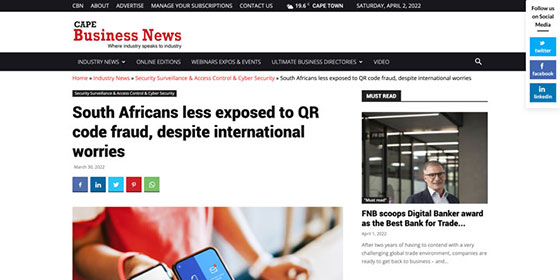 CBN ABOUT ADVERTISE MANAGE YOUR SUBSCRIPTIONS CONTACT US 19.6 C CAPE TOWN SATURDAY, APRIL 2, 2022
Follow us
on Social
Media
twitter
facebook
linkedin
CAPE
Business News
Where industry speaks to industry
INDUSTRY NEWS ONLINE EDITIONS WEBINARS EXPOS & EVENTS ULTIMATE BUSINESS DIRECTORIES VIDEO
Home » Industry News » Security Surveillance & Access Control & Cyber Security » South Africans less exposed to QR code fraud, despite international worries
Security Surveillance & Access Control & Cyber Security
South Africans less exposed to QR
code fraud, despite international
worries
March 30, 2022
MUST READ
"Must read"
FNB scoops Digital Banker award
as the Best Bank for Trade...
April 1, 2022
After two years of having to contend with a very
challenging global trade environment, companies are
ready to get back to business – and...